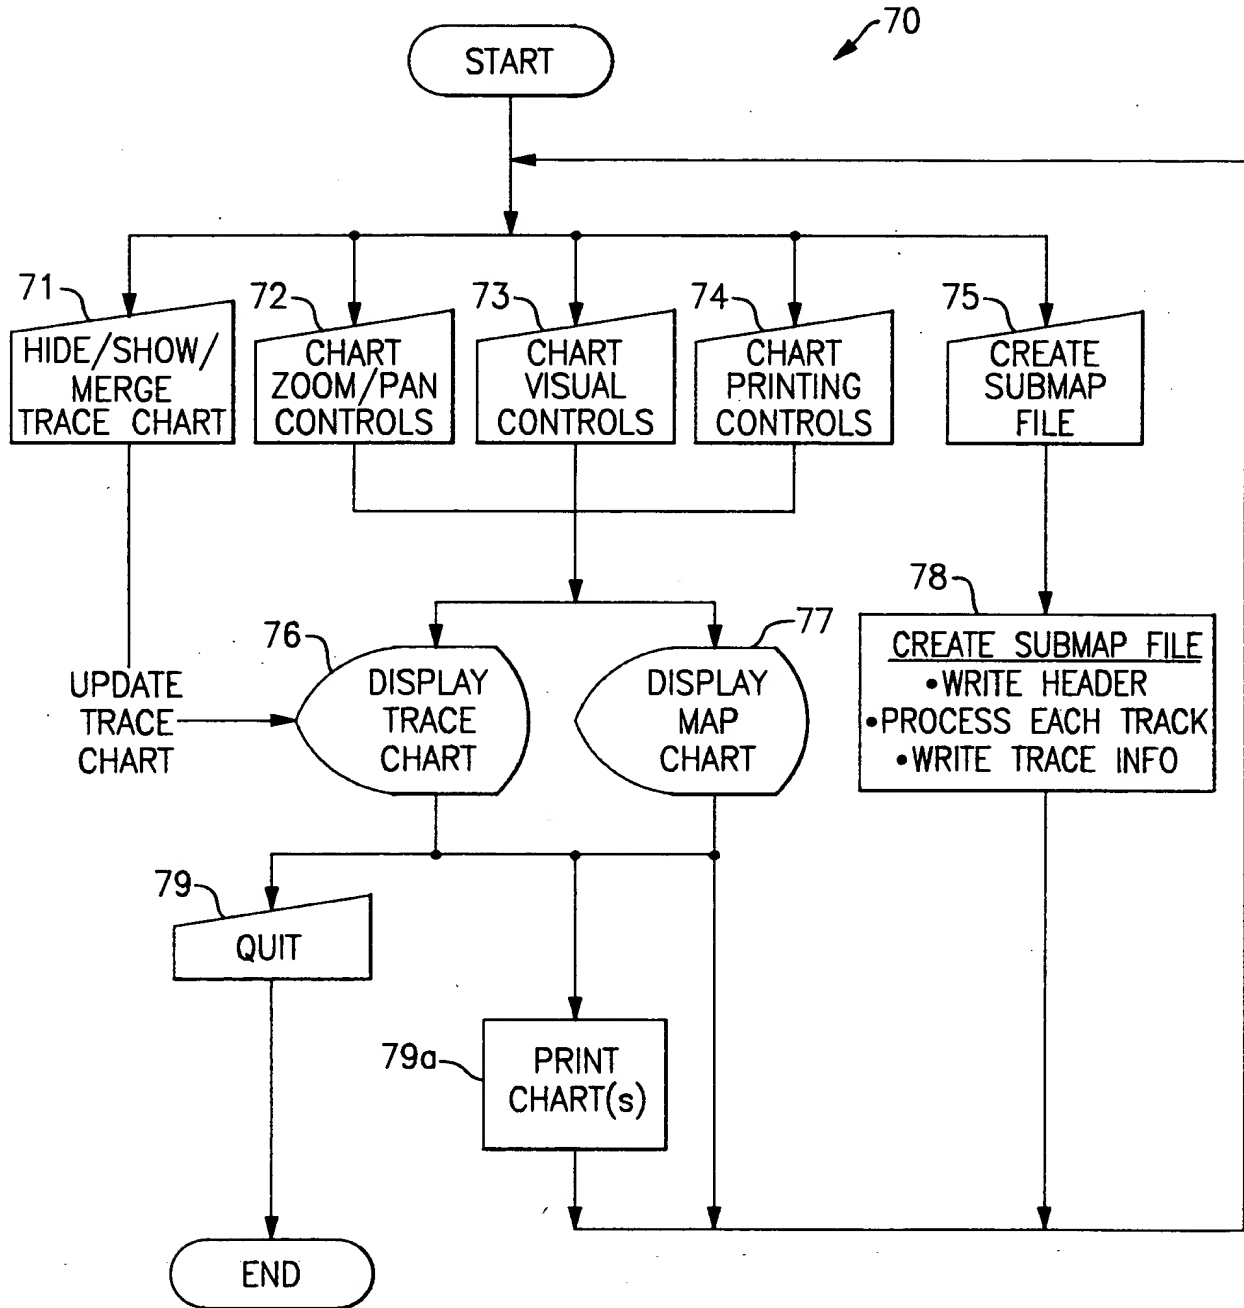 70
START
71
HIDE/SHOW/
MERGE
TRACE CHART
72
CHART
ZOOM/PAN
CONTROLS
73
CHART
VISUAL
CONTROLS
74
CHART
PRINTING
CONTROLS
75
CREATE
SUBMAP
FILE
UPDATE
TRACE
CHART
76
DISPLAY
TRACE
CHART
77
DISPLAY
MAP
CHART
78
CREATE SUBMAP FILE
•WRITE HEADER
•PROCESS EACH TRACK
•WRITE TRACE INFO
79
QUIT
79a
PRINT
CHART(s)
END